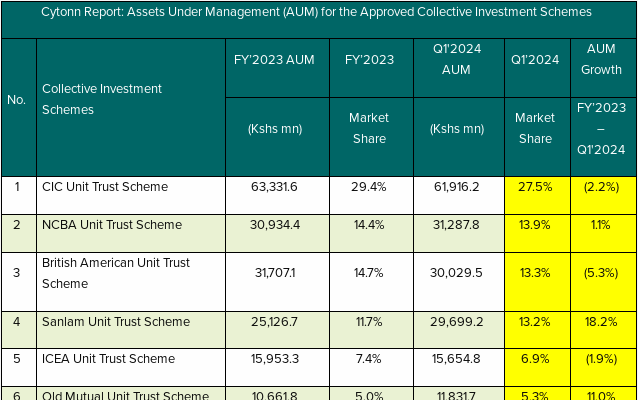 Cytonn Report: Assets Under Management (AUM) for the Approved Collective Investment Schemes
No.
Collective Investment
Schemes
FY’2023 AUM
FY’2023
Q1’2024
AUM
Q1’2024
AUM
Growth
(Kshs mn)
Market
Share
(Kshs mn)
Market
Share
FY’2023
–
Q1’2024
1 CIC Unit Trust Scheme 63,331.6 29.4% 61,916.2 27.5% (2.2%)
2 NCBA Unit Trust Scheme 30,934.4 14.4% 31,287.8 13.9% 1.1%
3 British American Unit Trust
Scheme 31,707.1 14.7% 30,029.5 13.3% (5.3%)
4 Sanlam Unit Trust Scheme 25,126.7 11.7% 29,699.2 13.2% 18.2%
5 ICEA Unit Trust Scheme 15,953.3 7.4% 15,654.8 6.9% (1.9%)
6 Old Mutual Unit Trust Scheme 10,661.8 5.0% 11,831.7 5.3% 11.0%